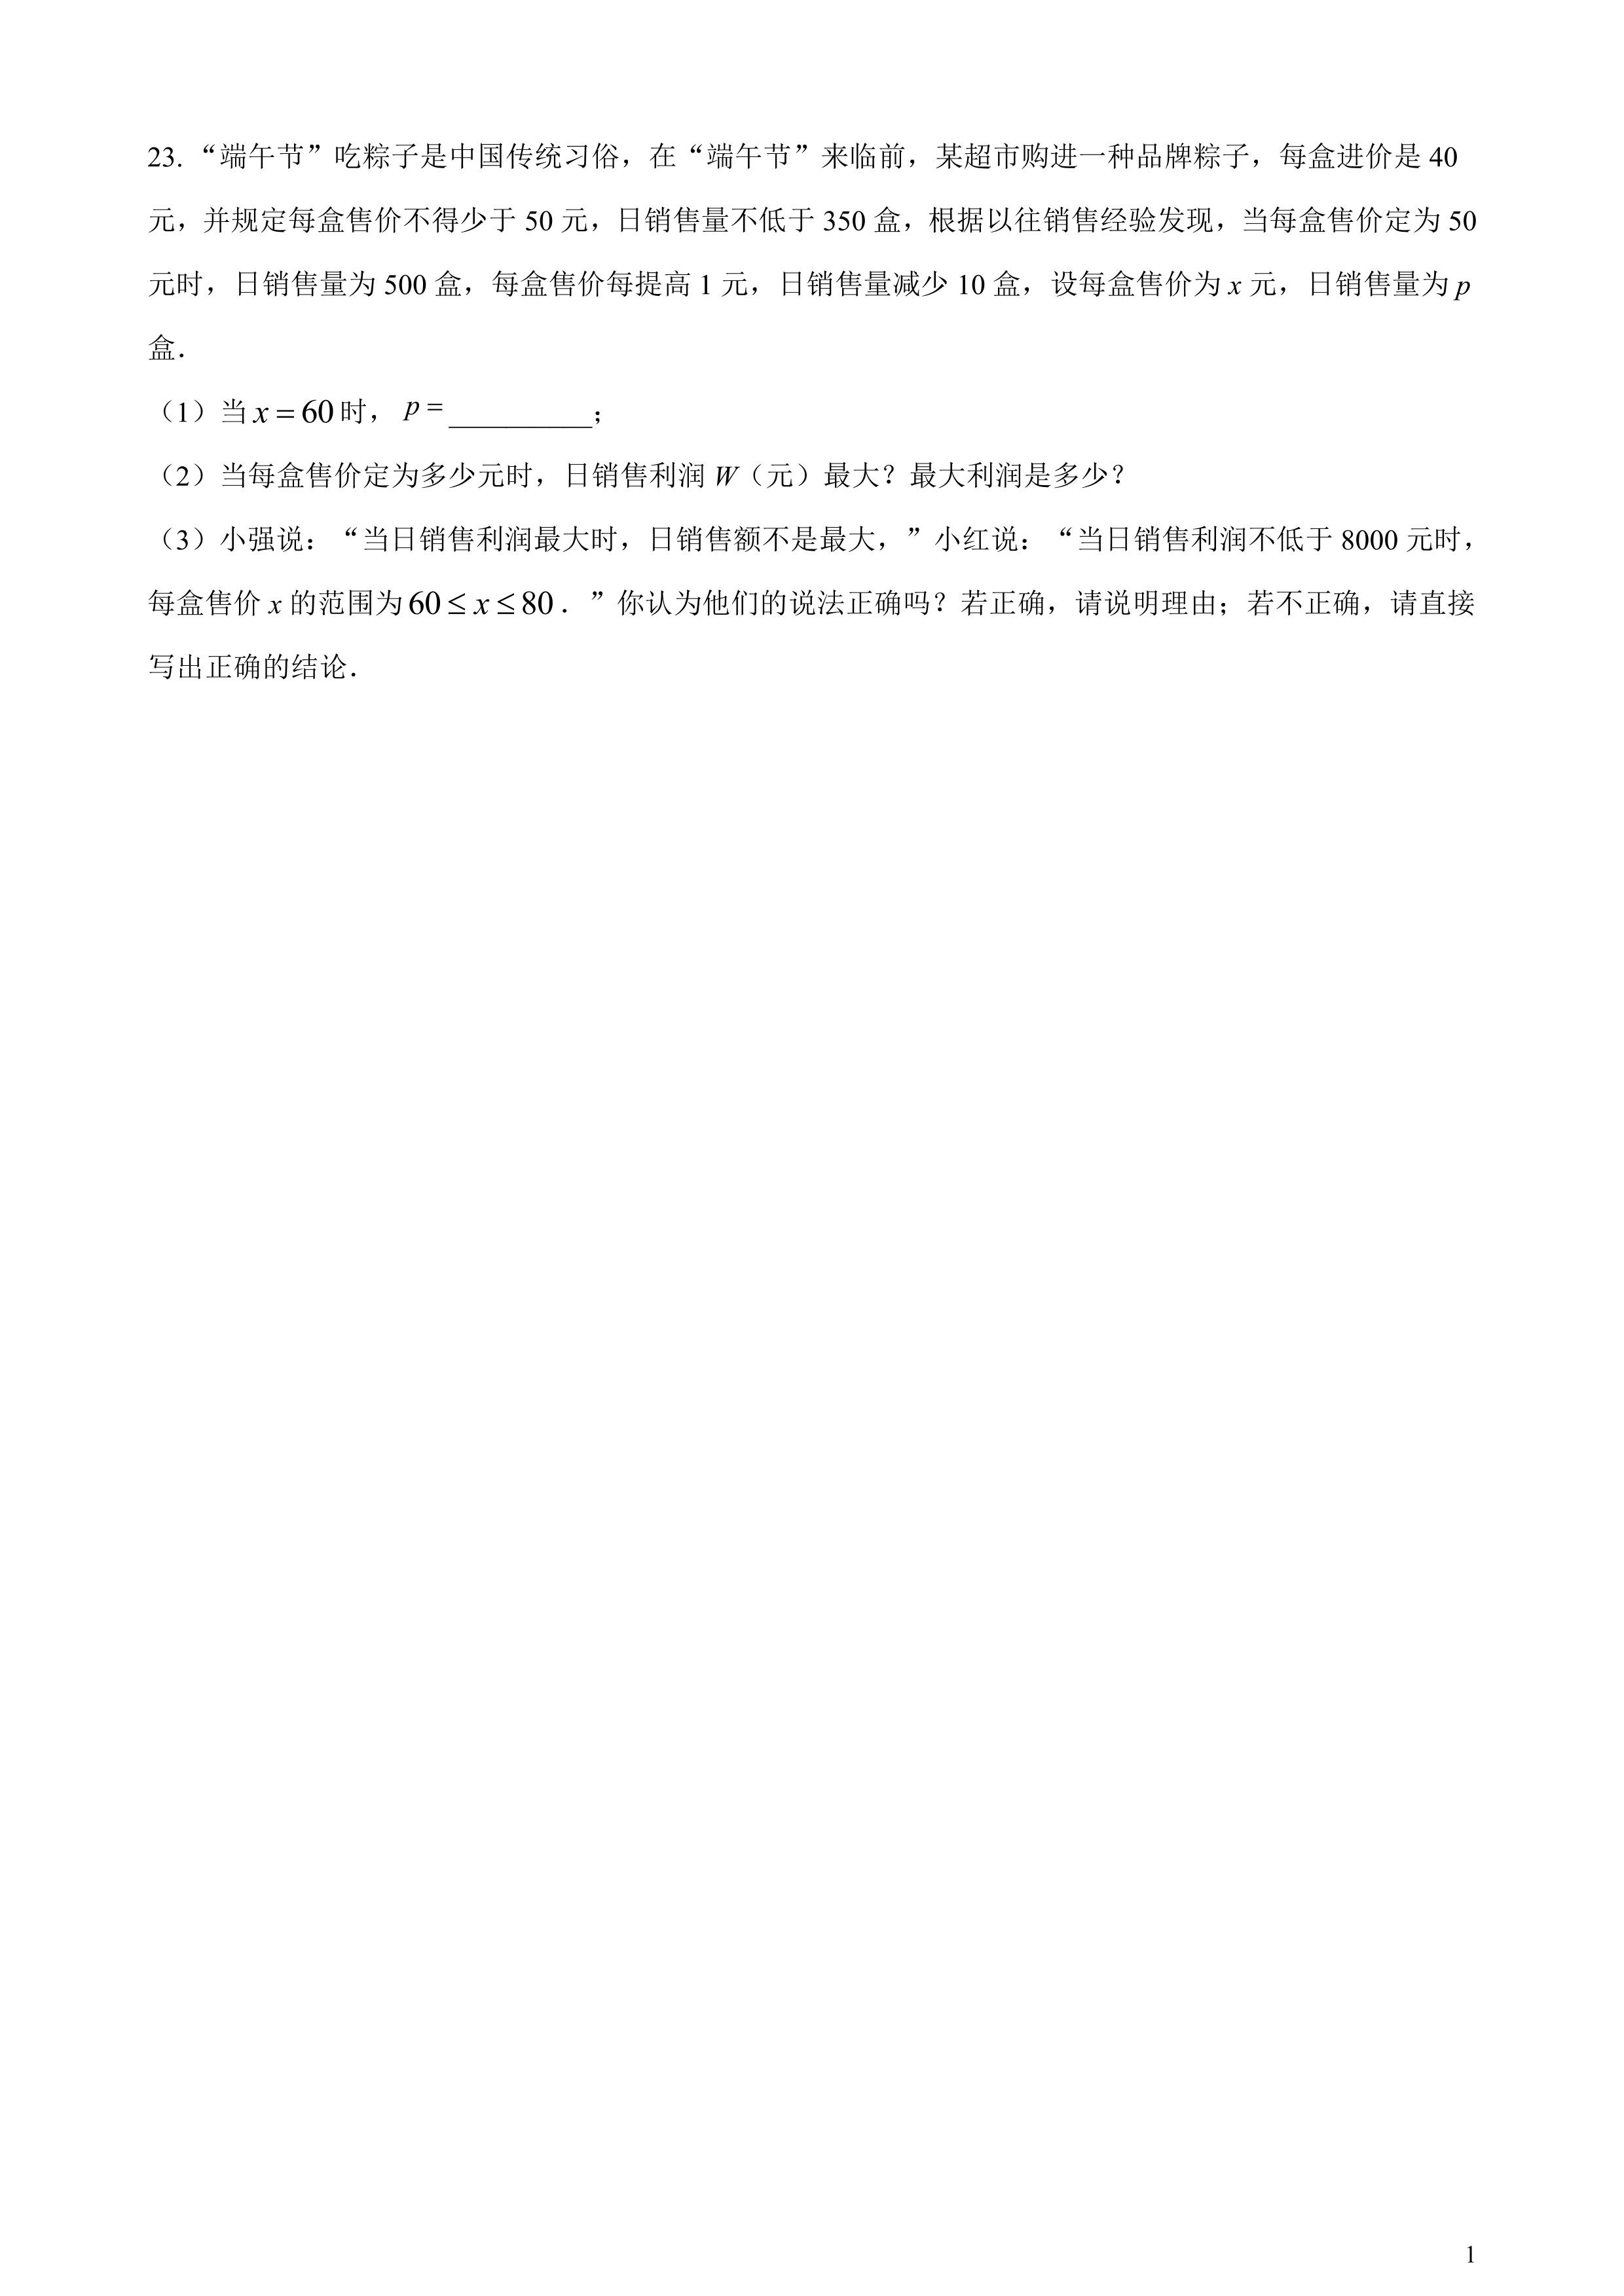 23. “端午节”吃粽子是中国传统习俗，在“端午节”来临前，某超市购进一种品牌粽子，每盒进价是 40
元，并规定每盒售价不得少于 50 元，日销售量不低于 350 盒，根据以往销售经验发现，当每盒售价定为 50
元时，日销售量为 500 盒，每盒售价每提高 1 元，日销售量减少 10 盒，设每盒售价为 x 元，日销售量为 p
盒．
（1）当 x = 60 时， p = __________；
（2）当每盒售价定为多少元时，日销售利润 W（元）最大？最大利润是多少？
（3）小强说：“当日销售利润最大时，日销售额不是最大，”小红说：“当日销售利润不低于 8000 元时，
每盒售价 x 的范围为 60 ≤ x ≤ 80．”你认为他们的说法正确吗？若正确，请说明理由；若不正确，请直接
写出正确的结论．
1